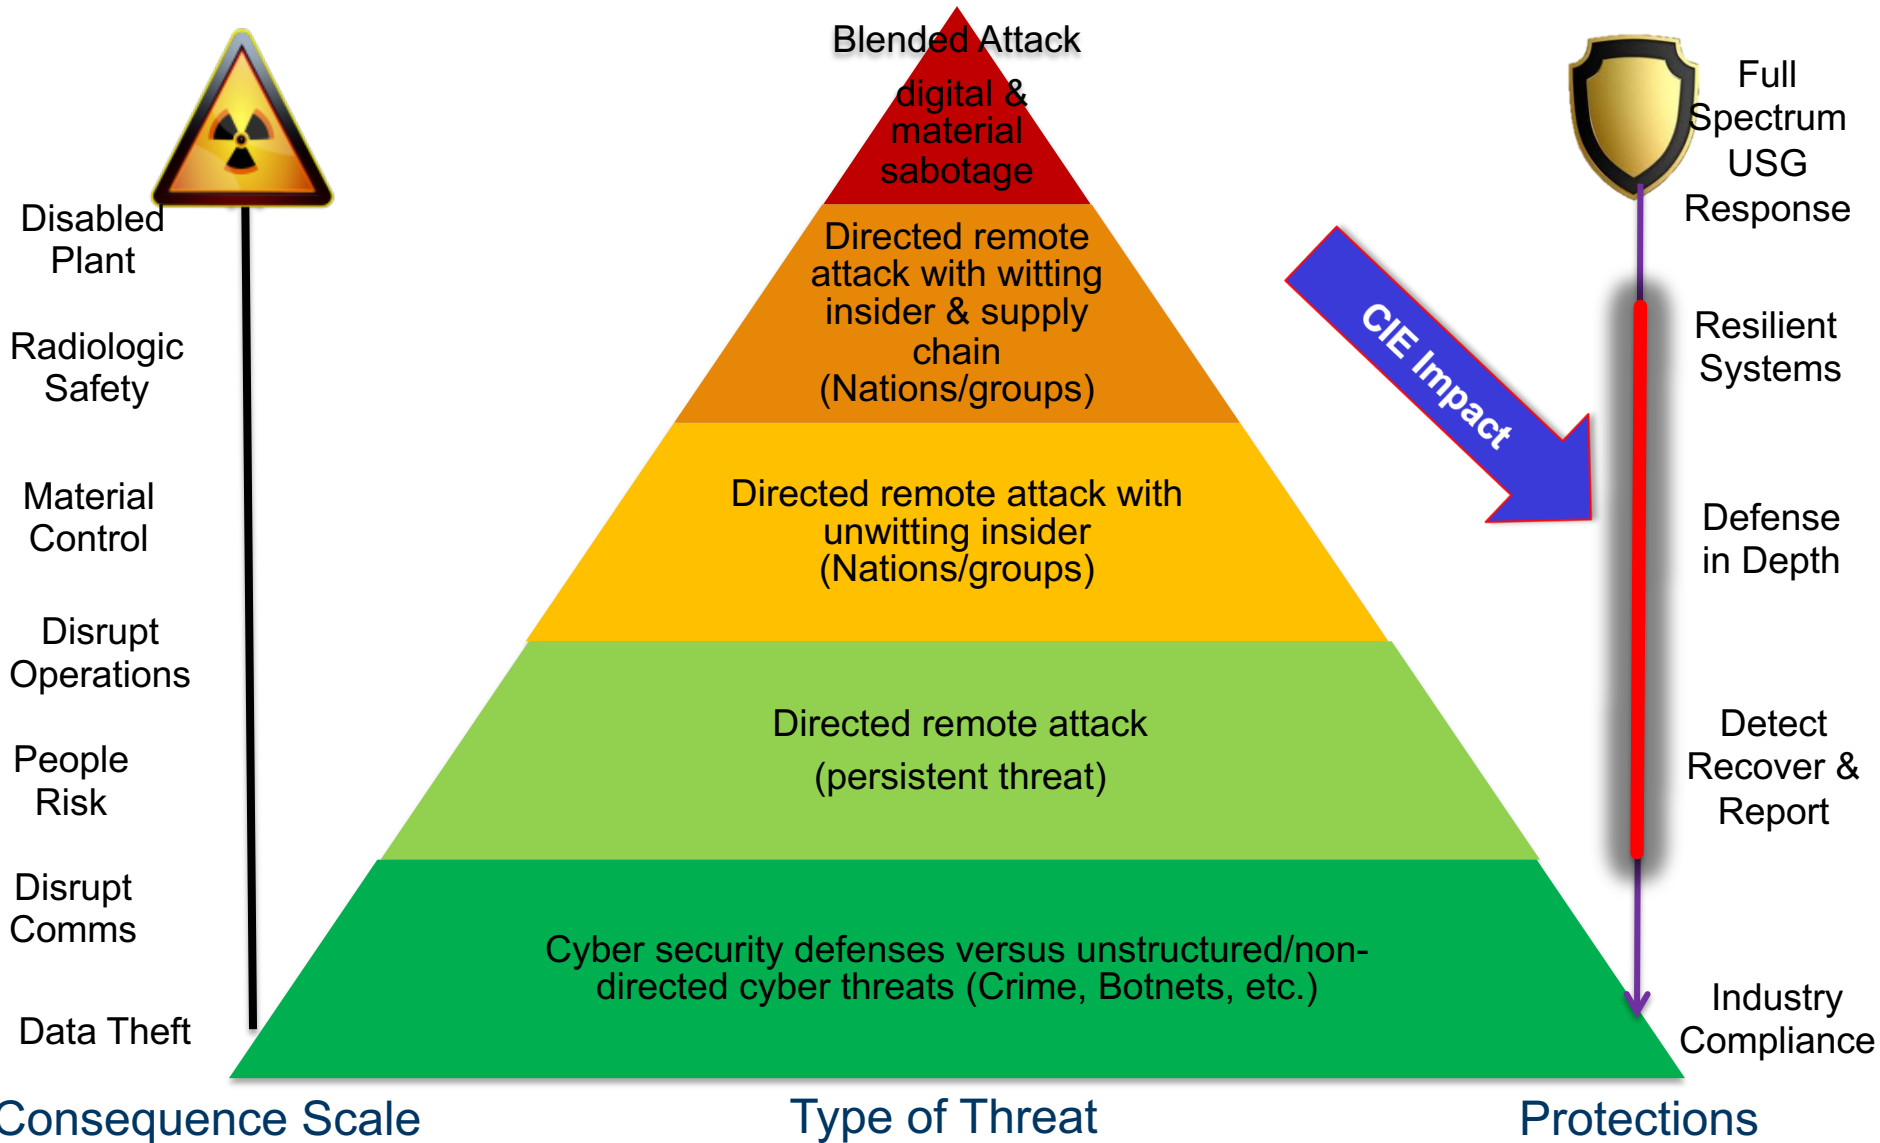 Disabled
Plant
Radiologic
Safety
Material
Control
Disrupt
Operations
People
Risk
Disrupt
Comms
Data Theft
Consequence Scale
Blended Attack
digital &
material
sabotage
Directed remote
attack with witting
insider & supply
chain
(Nations/groups)
Directed remote attack with
unwitting insider
(Nations/groups)
Directed remote attack
(persistent threat)
Cyber security defenses versus unstructured/non-
directed cyber threats (Crime, Botnets, etc.)
Type of Threat
CIE Impact
Full
Spectrum
USG
Response
Resilient
Systems
Defense
in Depth
Detect
Recover &
Report
Industry
Compliance
Protections